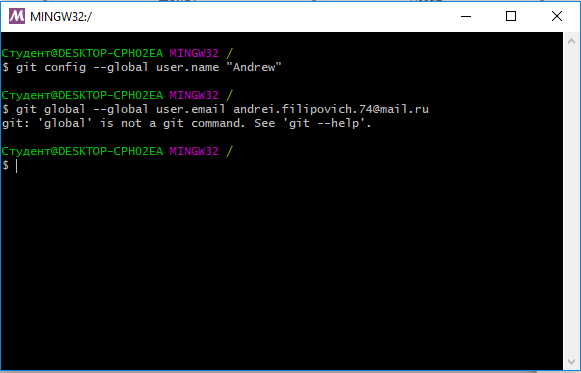 MINGW32:/
Студент@DESKTOP-CPHO2EA MINGW32 /
$ git config --global user.name "Andrew"
Студент@DESKTOP-CPHO2EA MINGW32 /
$ git global --global user.email andrei.filipovich.74@mail.ru
git: 'global' is not a git command. See 'git --help'.
Студент@DESKTOP-CPHO2EA MINGW32 /
$